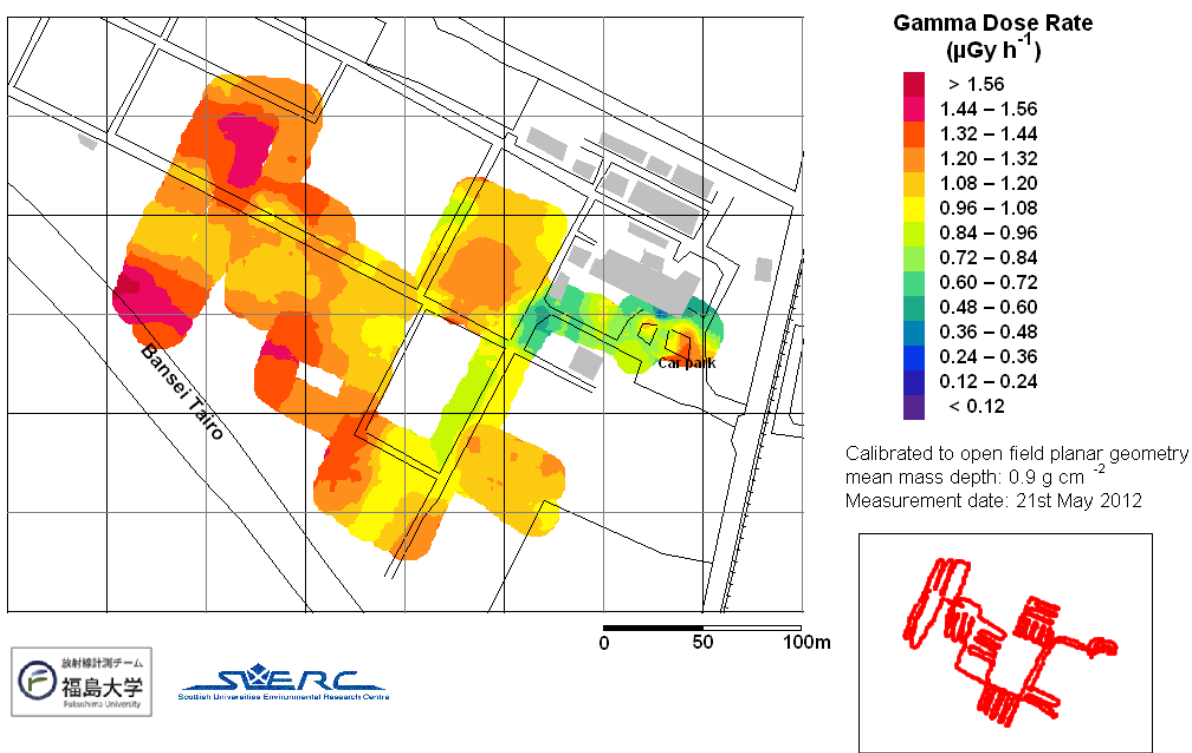 Gamma Dose Rate
(µGy h⁻¹)
> 1.56
1.44 – 1.56
1.32 – 1.44
1.20 – 1.32
1.08 – 1.20
0.96 – 1.08
0.84 – 0.96
0.72 – 0.84
0.60 – 0.72
0.48 – 0.60
0.36 – 0.48
0.24 – 0.36
0.12 – 0.24
< 0.12
Car park
Bansei Tairo
Calibrated to open field planar geometry
mean mass depth: 0.9 g cm ⁻²
Measurement date: 21st May 2012
0 50 100m
放射線計測チーム
福島大学
Fukushima University
SUERC
Scottish Universities Environmental Research Centre